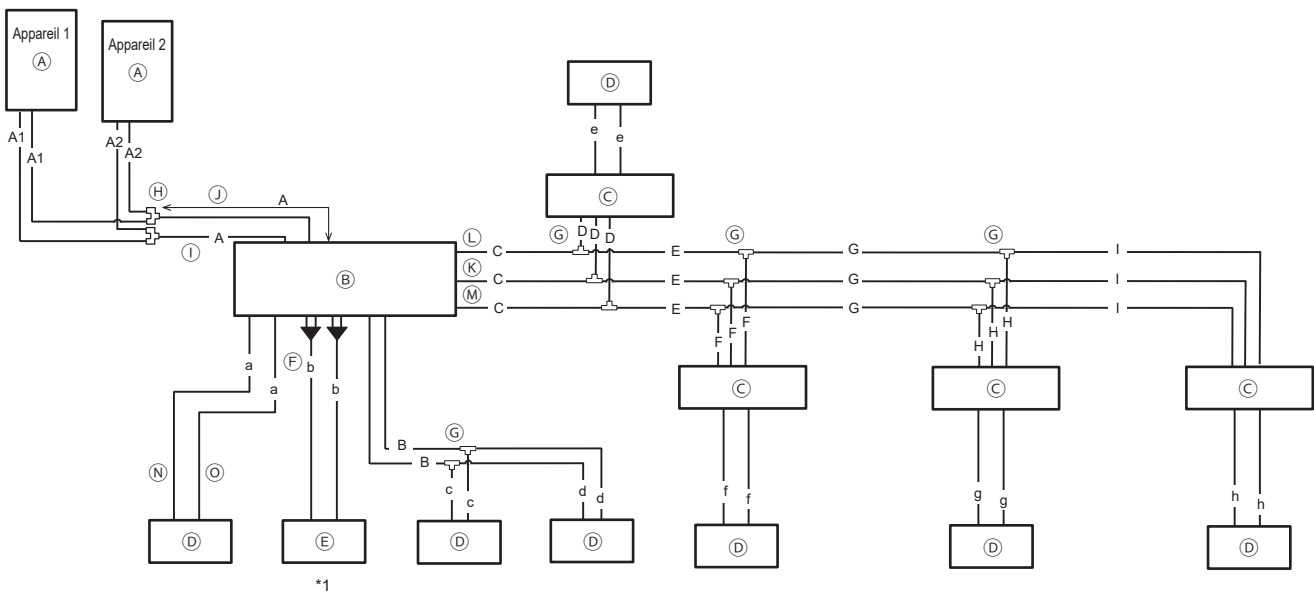 Appareil 1
Ⓐ
Appareil 2
Ⓐ
A1
A1
A2
A2
Ⓓ
e e
Ⓒ
D D D
Ⓗ
Ⓙ
A
A
Ⓘ
Ⓑ
Ⓛ C Ⓖ E Ⓖ G Ⓖ I
Ⓚ C E G I
Ⓜ C E G I
F F F
H H H
Ⓒ
Ⓒ
Ⓒ
a a Ⓕ b b
B Ⓖ
B
Ⓝ Ⓞ
c c d d
f f
g g
h h
Ⓓ
Ⓔ
Ⓓ
Ⓓ
Ⓓ
Ⓓ
Ⓓ
*1